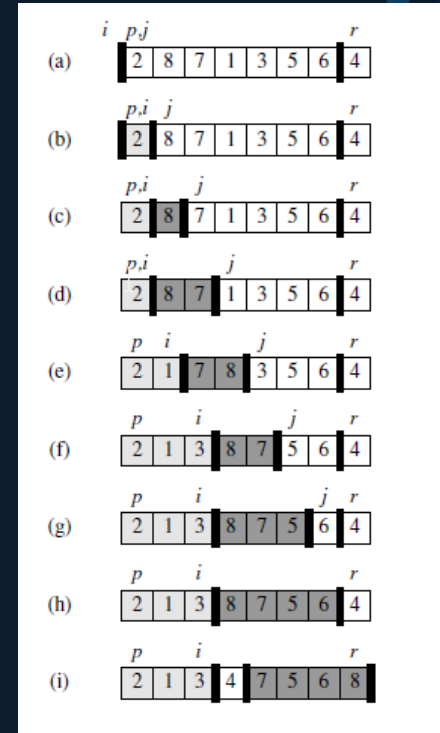 i p,j r
(a) 2 8 7 1 3 5 6 4
p,i j r
(b) 2 8 7 1 3 5 6 4
p,i j r
(c) 2 8 7 1 3 5 6 4
p,i j r
(d) 2 8 7 1 3 5 6 4
p i j r
(e) 2 1 7 8 3 5 6 4
p i j r
(f) 2 1 3 8 7 5 6 4
p i j r
(g) 2 1 3 8 7 5 6 4
p i r
(h) 2 1 3 8 7 5 6 4
p i r
(i) 2 1 3 4 7 5 6 8